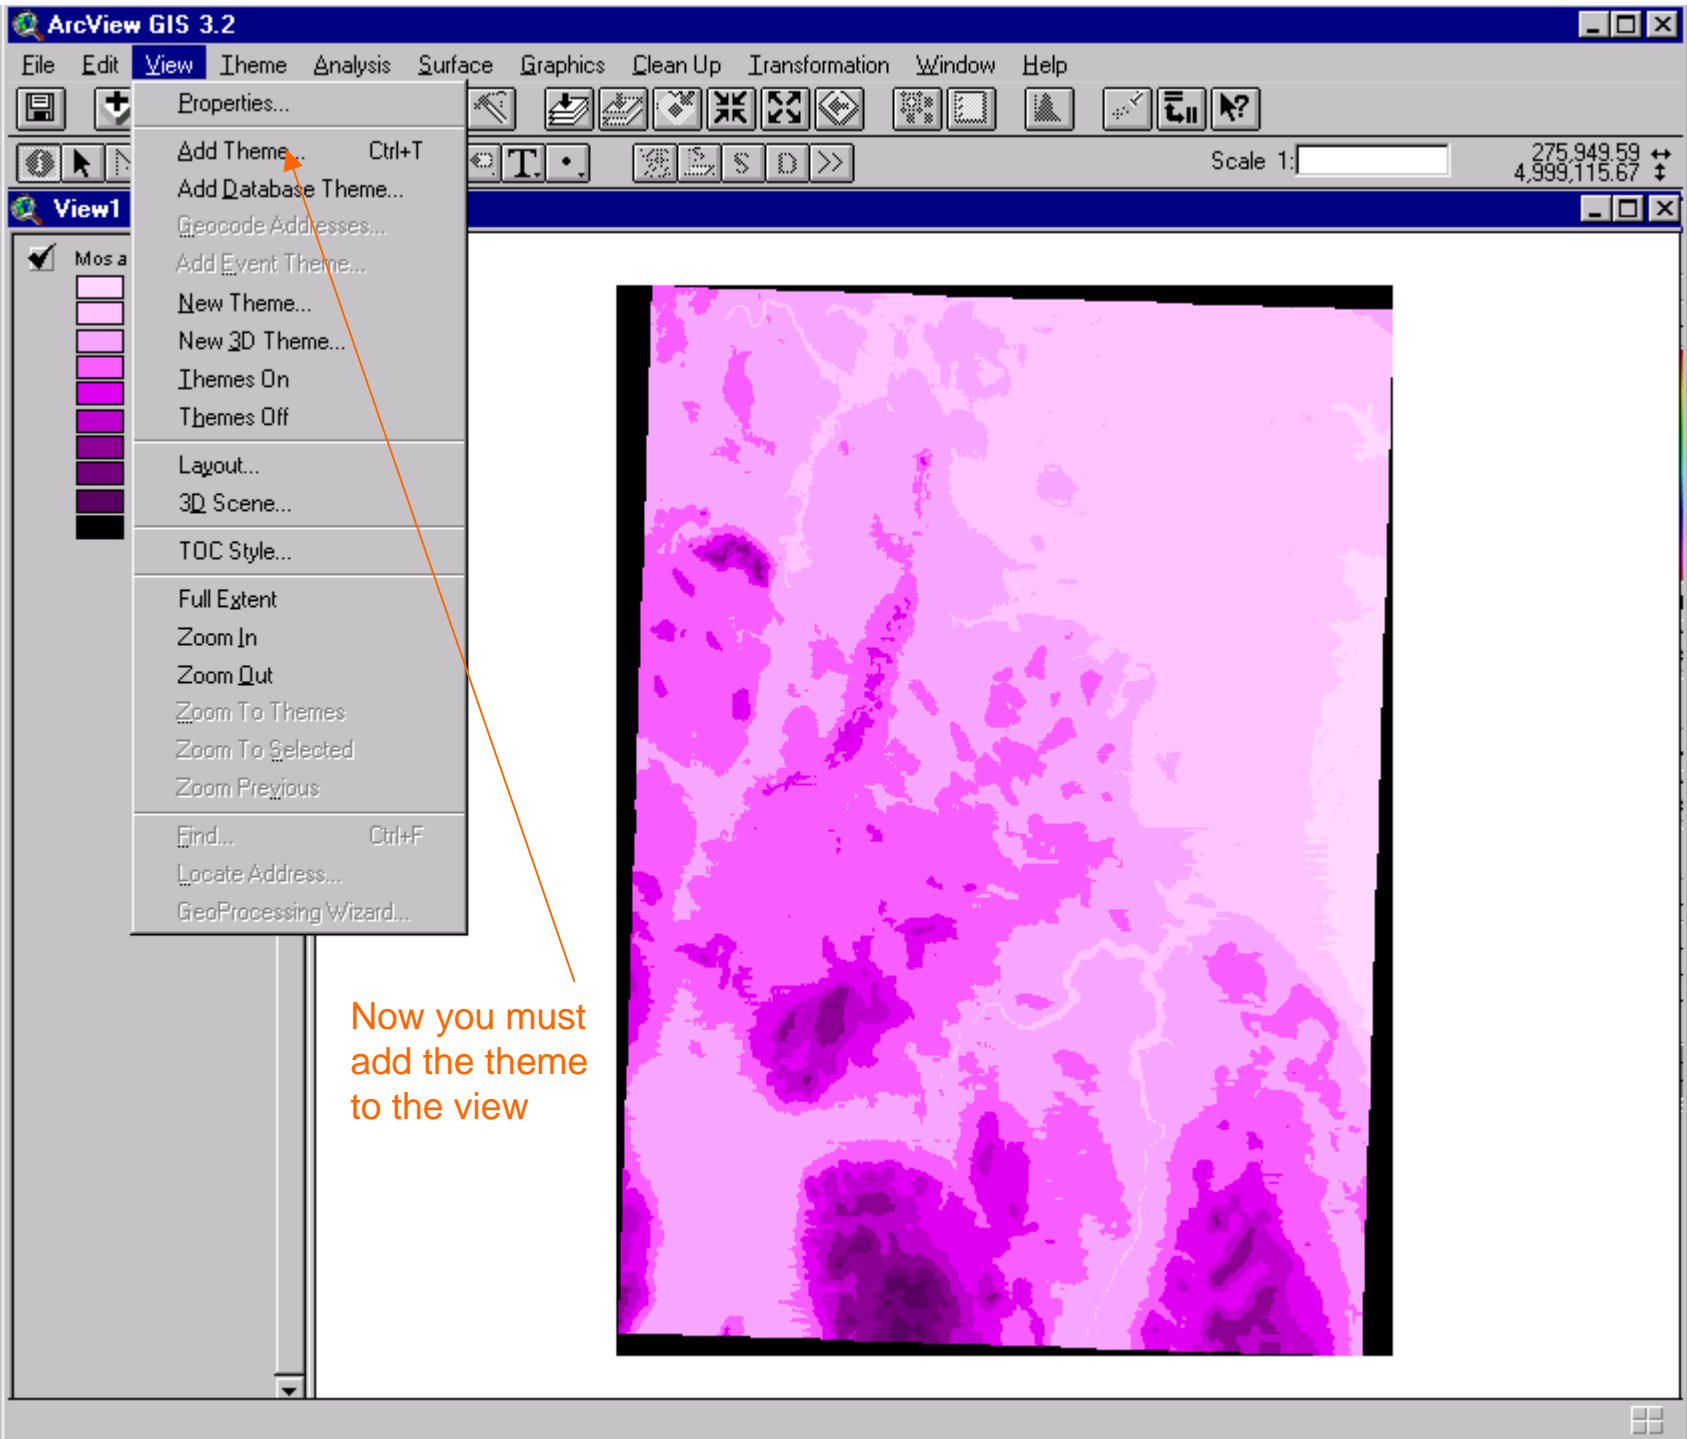 ArcView GIS 3.2
File Edit View Theme Analysis Surface Graphics Clean Up Transformation Window Help
Properties...
Add Theme... Ctrl+T
T. S D >> Scale 1: 275,949.59
4,999,115.67
Add Database Theme...
View1
Geocode Addresses...
Mosa
Add Event Theme...
New Theme...
New 3D Theme...
Themes On
Themes Off
Layout...
3D Scene...
TOC Style...
Full Extent
Zoom In
Zoom Out
Zoom To Themes
Zoom To Selected
Zoom Previous
Find... Ctrl+F
Locate Address...
GeoProcessing Wizard...
Now you must
add the theme
to the view